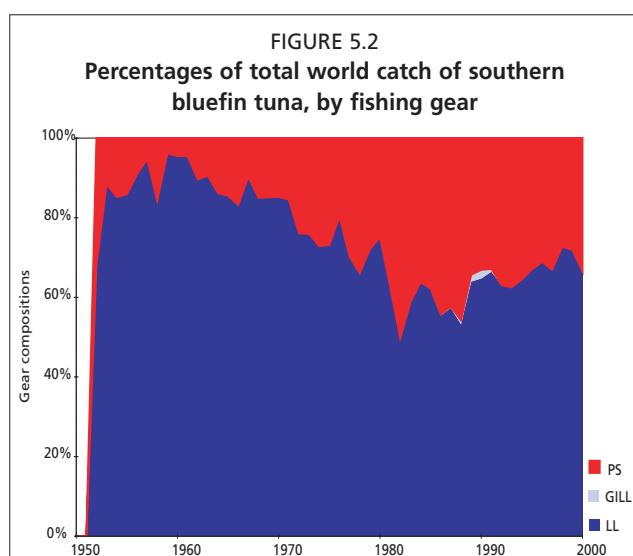 FIGURE 5.2
Percentages of total world catch of southern
bluefin tuna, by fishing gear
100%
80%
60%
40%
20%
0%
Gear compositions
1950
1960
1970
1980
1990
2000
PS
GILL
LL